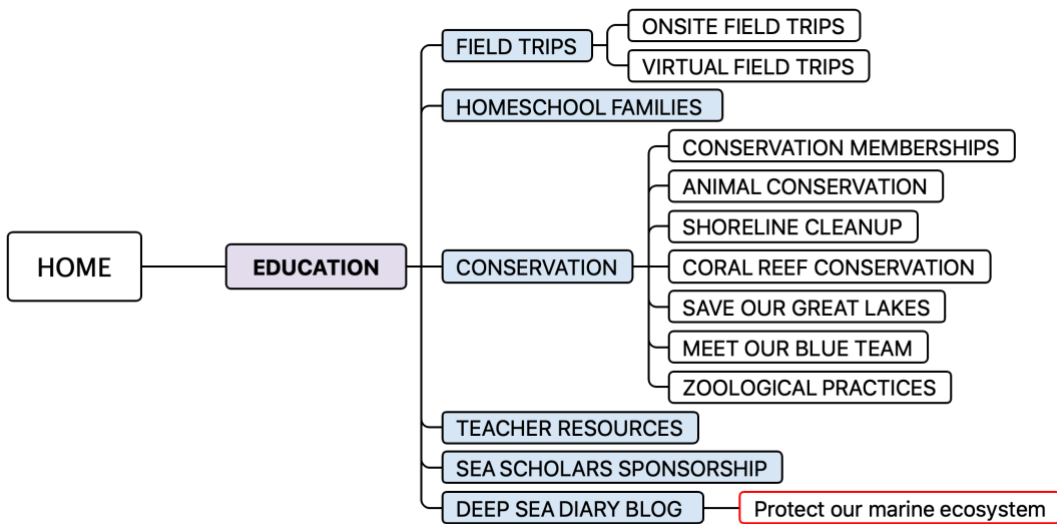 ONSITE FIELD TRIPS
FIELD TRIPS
VIRTUAL FIELD TRIPS
HOMESCHOOL FAMILIES
CONSERVATION MEMBERSHIPS
ANIMAL CONSERVATION
SHORELINE CLEANUP
HOME
EDUCATION
CONSERVATION
CORAL REEF CONSERVATION
SAVE OUR GREAT LAKES
MEET OUR BLUE TEAM
ZOOLOGICAL PRACTICES
TEACHER RESOURCES
SEA SCHOLARS SPONSORSHIP
DEEP SEA DIARY BLOG
Protect our marine ecosystem